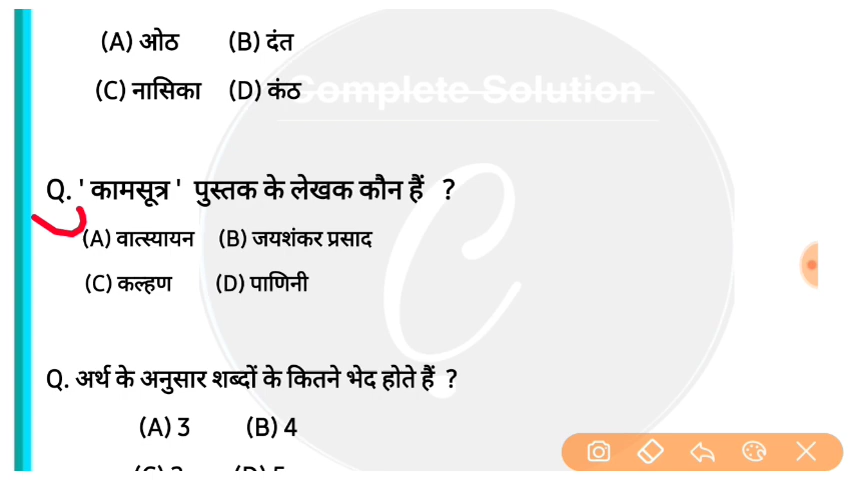 (A) ओठ (B) दंत
(C) नासिका (D) कंठ
Complete Solution
Q. ' कामसूत्र ' पुस्तक के लेखक कौन हैं ?
(A) वात्स्यायन (B) जयशंकर प्रसाद
(C) कल्हण (D) पाणिनी
Q. अर्थ के अनुसार शब्दों के कितने भेद होते हैं ?
(A) 3 (B) 4